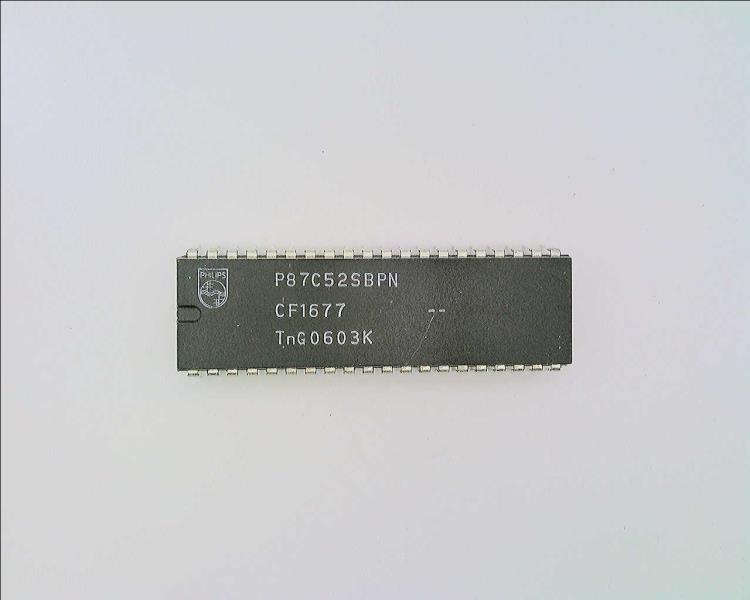 PHILIPS
P87C52SBPN
CF1677 --
TnG0603K